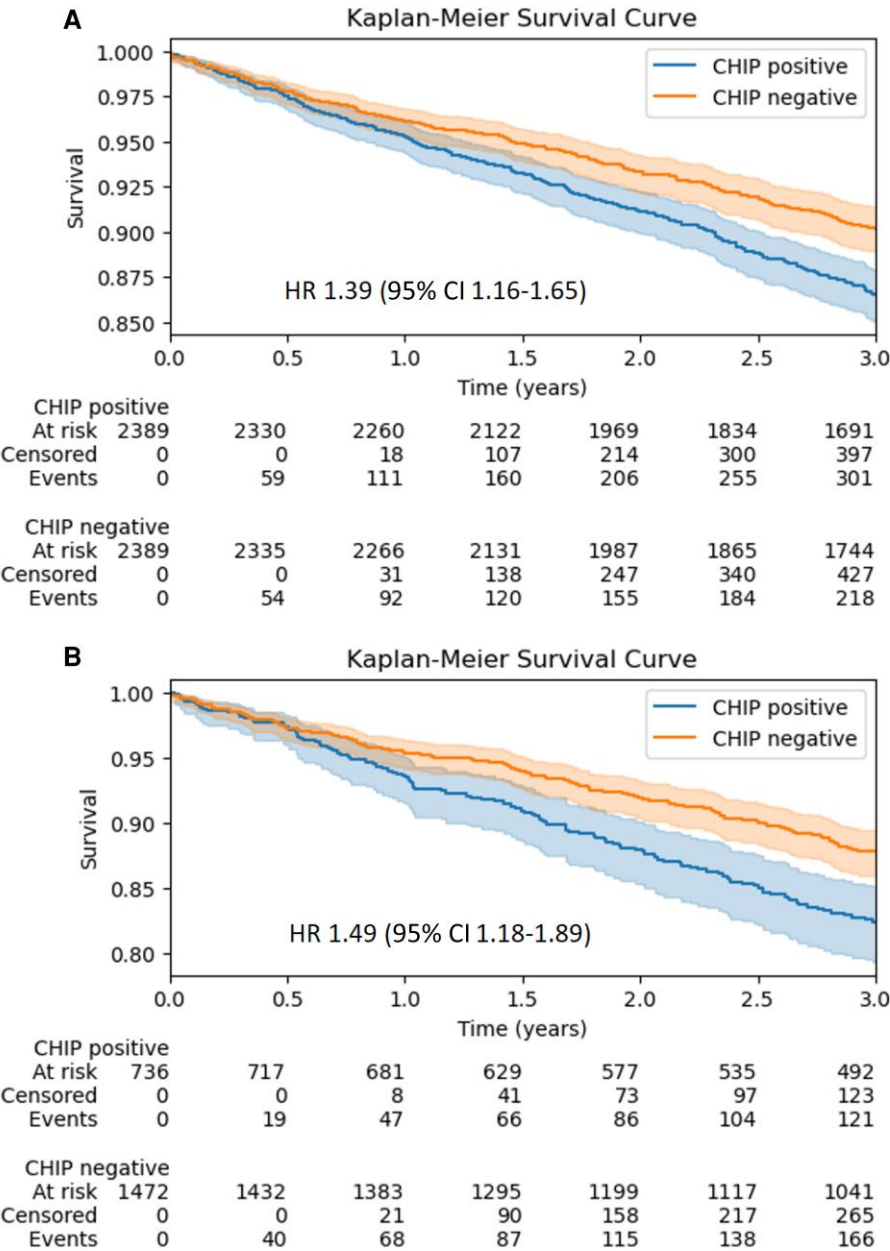 A
Kaplan-Meier Survival Curve
1.000
0.975
0.950
0.925
0.900
0.875
0.850
Survival
CHIP positive
CHIP negative
HR 1.39 (95% CI 1.16-1.65)
0.0 0.5 1.0 1.5 2.0 2.5 3.0
Time (years)
CHIP positive
At risk 2389 2330 2260 2122 1969 1834 1691
Censored 0 0 18 107 214 300 397
Events 0 59 111 160 206 255 301
CHIP negative
At risk 2389 2335 2266 2131 1987 1865 1744
Censored 0 0 31 138 247 340 427
Events 0 54 92 120 155 184 218
B
Kaplan-Meier Survival Curve
1.00
0.95
0.90
0.85
0.80
Survival
CHIP positive
CHIP negative
HR 1.49 (95% CI 1.18-1.89)
0.0 0.5 1.0 1.5 2.0 2.5 3.0
Time (years)
CHIP positive
At risk 736 717 681 629 577 535 492
Censored 0 0 8 41 73 97 123
Events 0 19 47 66 86 104 121
CHIP negative
At risk 1472 1432 1383 1295 1199 1117 1041
Censored 0 0 21 90 158 217 265
Events 0 40 68 87 115 138 166